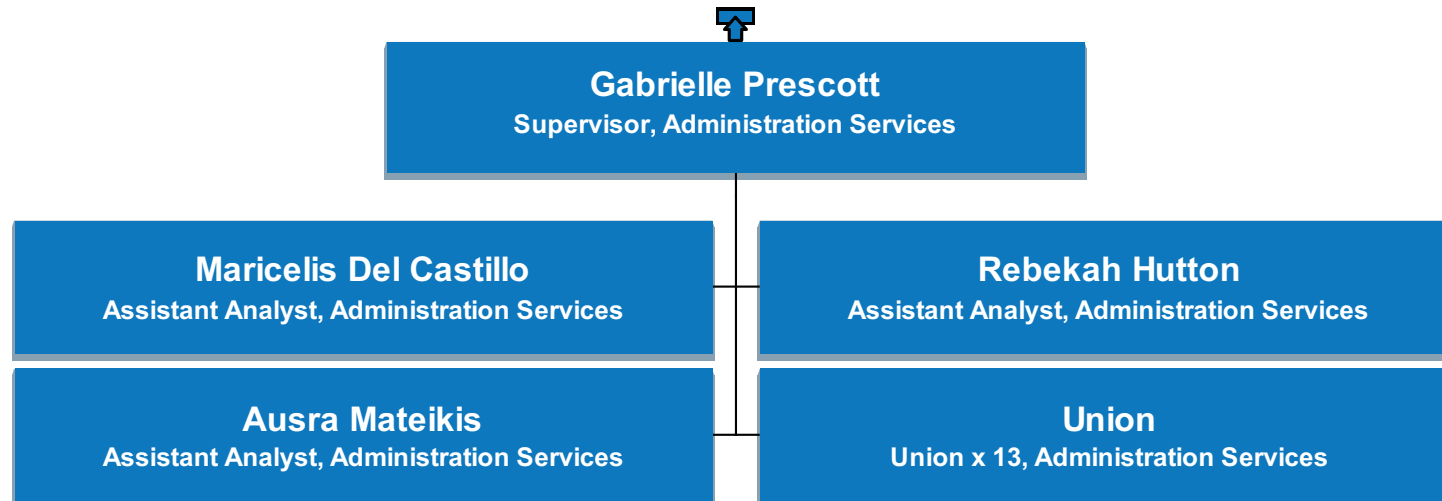 Gabrielle Prescott
Supervisor, Administration Services
Maricelis Del Castillo
Assistant Analyst, Administration Services
Rebekah Hutton
Assistant Analyst, Administration Services
Ausra Mateikis
Assistant Analyst, Administration Services
Union
Union x 13, Administration Services